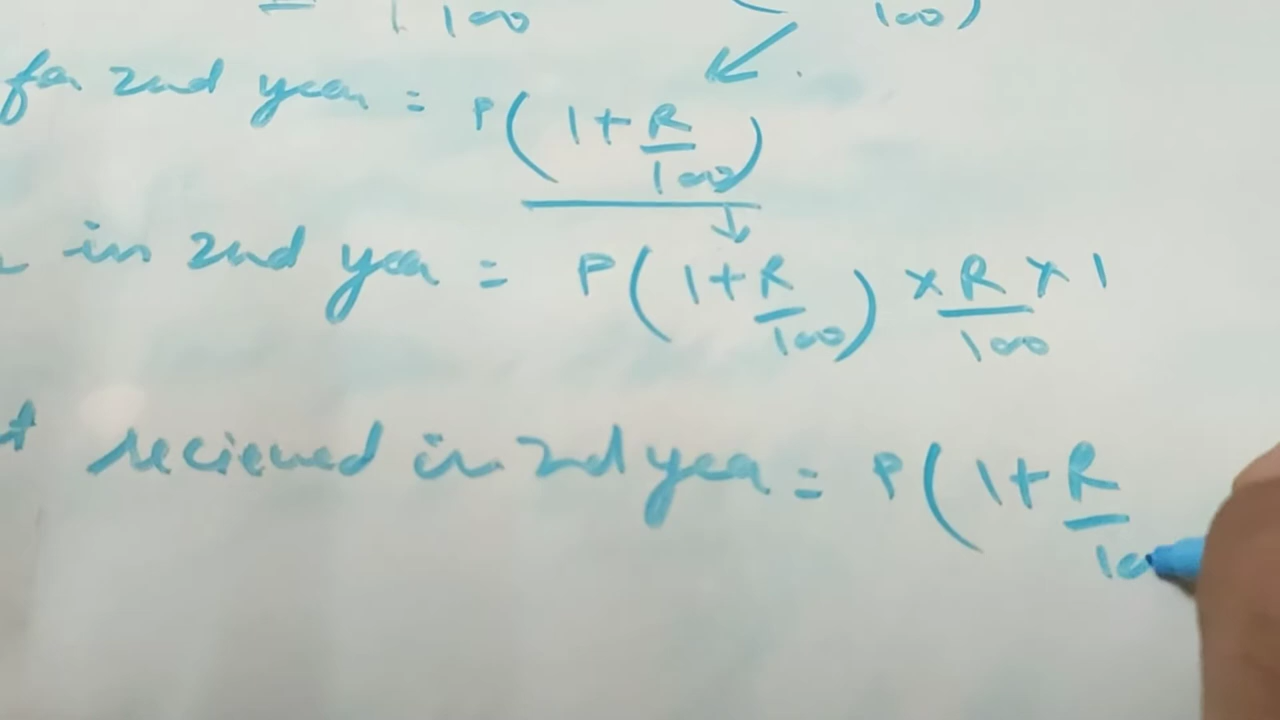 100 100)
for 2nd year = P(1+R/100)
in 2nd year = P(1+R/100) × R/100 × 1
recieved in 2nd year = P(1+R/10